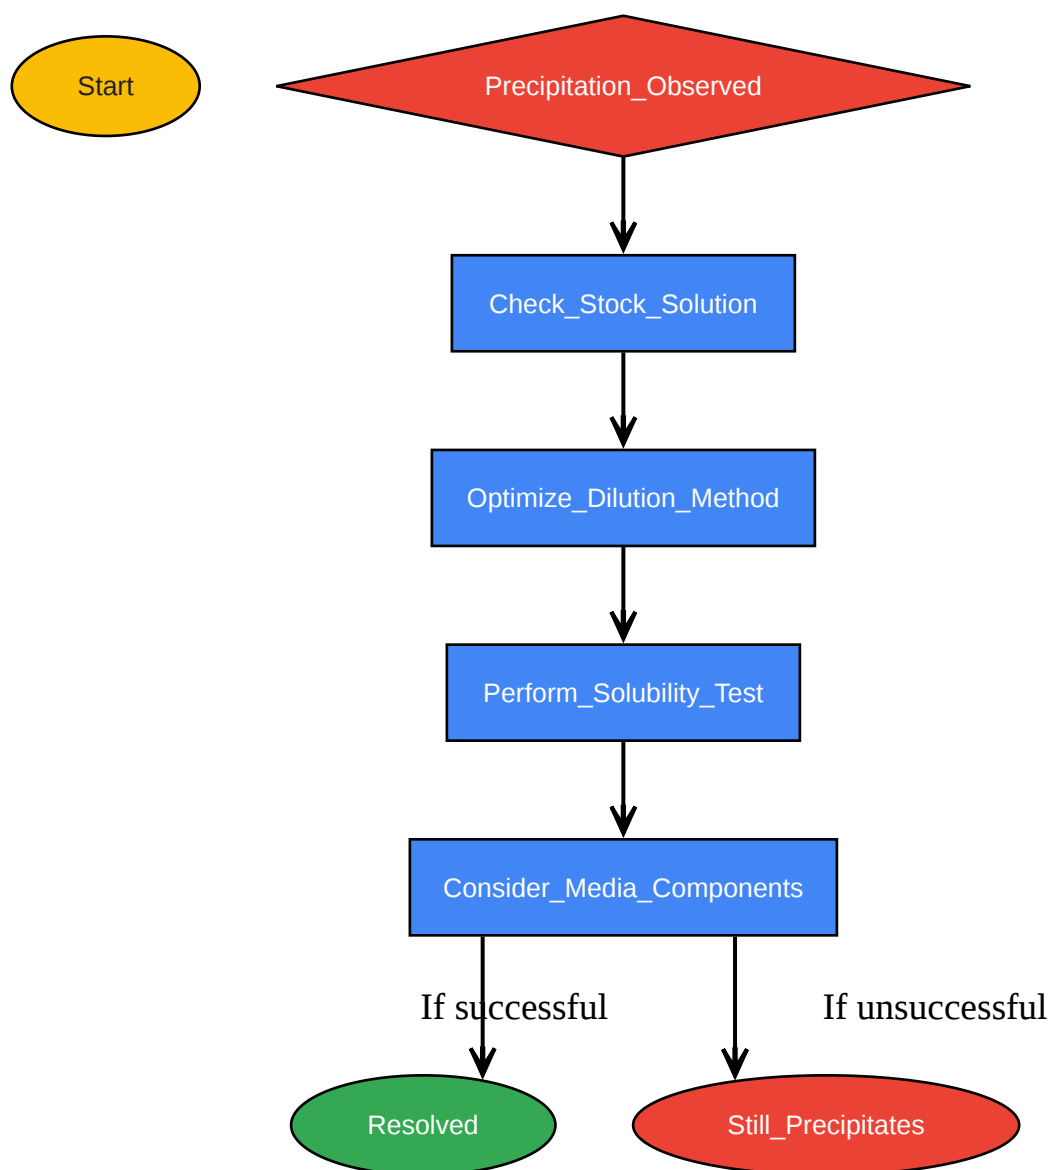 Start
Precipitation_Observed
Check_Stock_Solution
Optimize_Dilution_Method
Perform_Solubility_Test
Consider_Media_Components
If successful
If unsuccessful
Resolved
Still_Precipitates